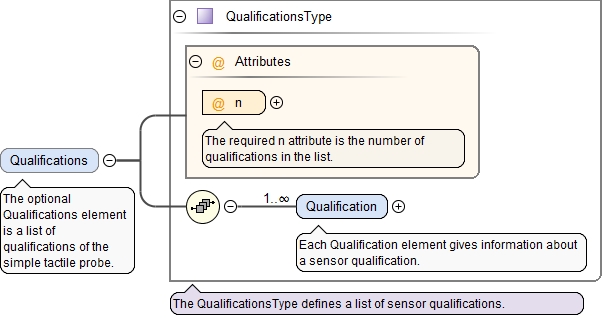 QualificationsType
@ Attributes
@ n
The required n attribute is the number of
qualifications in the list.
Qualifications
The optional
Qualifications element
is a list of
qualifications of the
simple tactile probe.
1..∞
Qualification
Each Qualification element gives information about
a sensor qualification.
The QualificationsType defines a list of sensor qualifications.